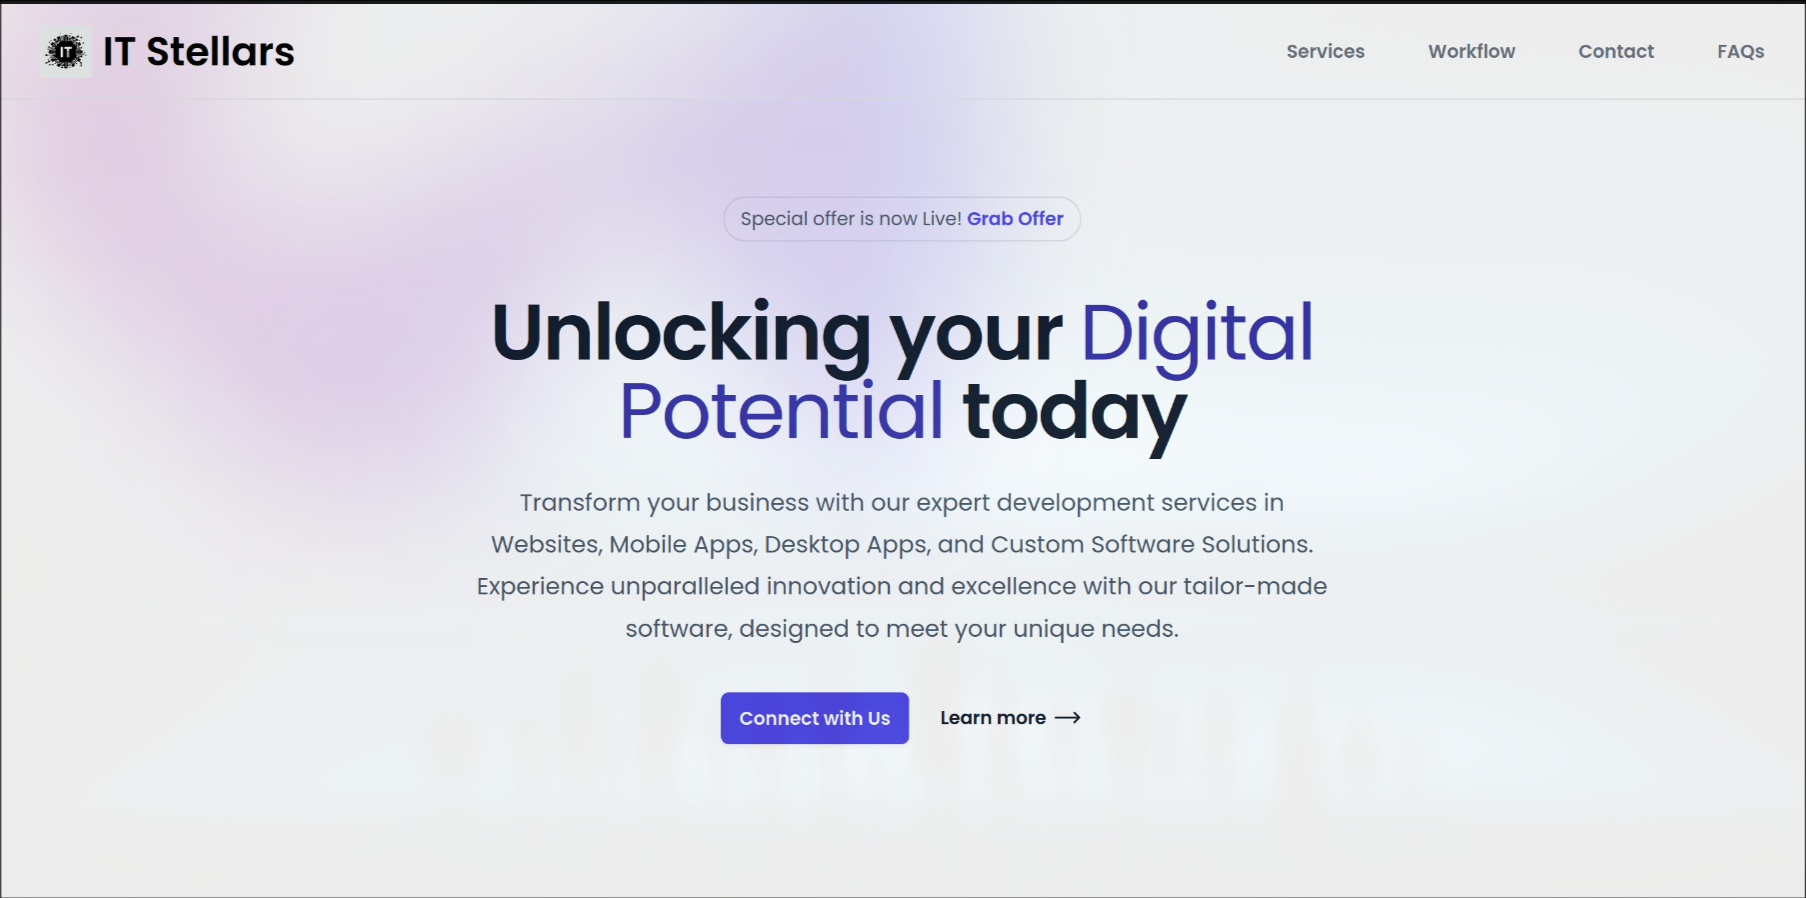 IT
IT Stellars
Services
Workflow
Contact
FAQs
Special offer is now Live! Grab Offer
Unlocking your Digital
Potential today
Transform your business with our expert development services in
Websites, Mobile Apps, Desktop Apps, and Custom Software Solutions.
Experience unparalleled innovation and excellence with our tailor-made
software, designed to meet your unique needs.
Connect with Us
Learn more →